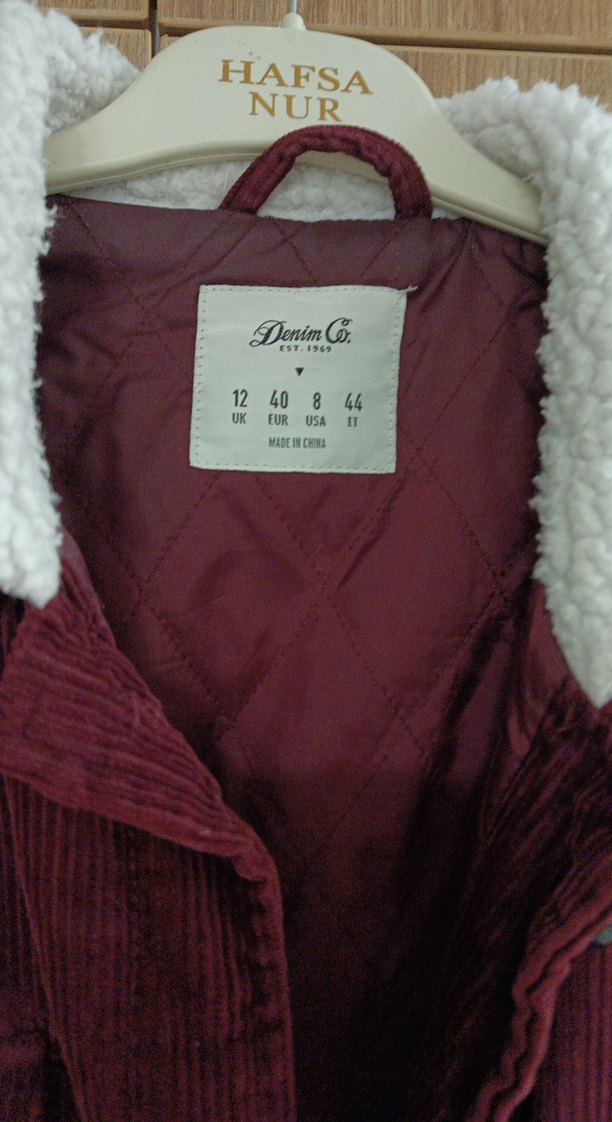 HAFSA
NUR
Denim Co.
EST. 1969
12 40 8 44
UK EUR USA IT
MADE IN CHINA